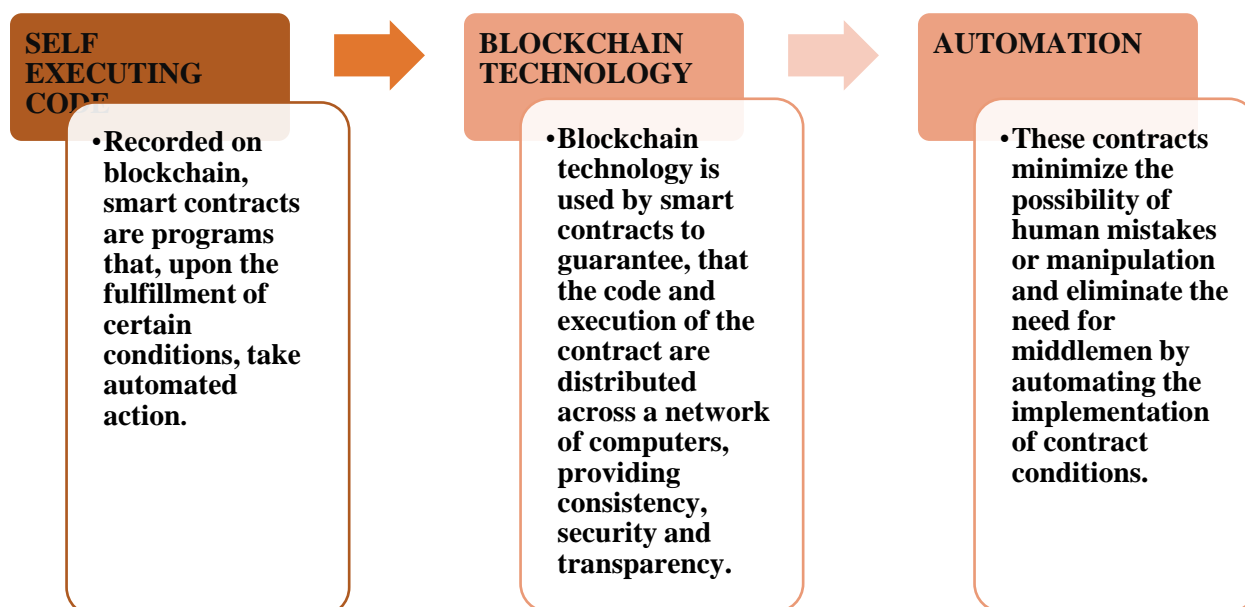 SELF
EXECUTING
CODE
•Recorded on
blockchain,
smart contracts
are programs
that, upon the
fulfillment of
certain
conditions, take
automated
action.
BLOCKCHAIN
TECHNOLOGY
•Blockchain
technology is
used by smart
contracts to
guarantee, that
the code and
execution of the
contract are
distributed
across a network
of computers,
providing
consistency,
security and
transparency.
AUTOMATION
•These contracts
minimize the
possibility of
human mistakes
or manipulation
and eliminate the
need for
middlemen by
automating the
implementation
of contract
conditions.